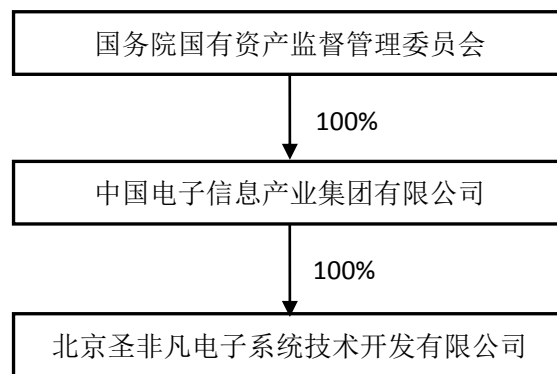 国务院国有资产监督管理委员会
100%
中国电子信息产业集团有限公司
100%
北京圣非凡电子系统技术开发有限公司